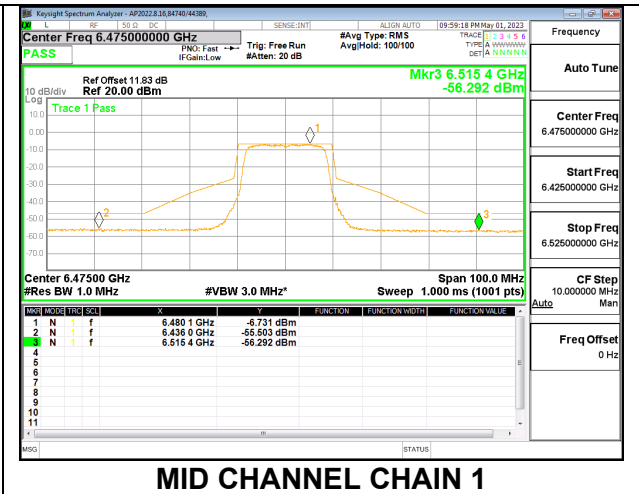 Keysight Spectrum Analyzer - AP2022.8.16,84740/44389,
L RF 50 Ω DC SENSE:INT ALIGN AUTO 09:59:18 PM May 01, 2023
Center Freq 6.475000000 GHz #Avg Type: RMS TRACE 1 2 3 4 5 6 Frequency
PNO: Fast Trig: Free Run Avg|Hold: 100/100 TYPE A WWWWW
PASS IFGain:Low #Atten: 20 dB DET A N N N N N
Auto Tune
Ref Offset 11.83 dB Mkr3 6.515 4 GHz
10 dB/div Ref 20.00 dBm -56.292 dBm
Log
Trace 1 Pass
10.0
0.00
-10.0
-20.0
-30.0
-40.0
-50.0
-60.0
-70.0
1
2
3
Center Freq
6.475000000 GHz
Start Freq
6.425000000 GHz
Stop Freq
6.525000000 GHz
Center 6.47500 GHz Span 100.0 MHz
#Res BW 1.0 MHz #VBW 3.0 MHz* Sweep 1.000 ms (1001 pts)
CF Step
10.000000 MHz
Auto Man
MKR MODE TRC SCL X Y FUNCTION FUNCTION WIDTH FUNCTION VALUE
1 N 1 f 6.480 1 GHz -6.731 dBm
2 N 1 f 6.436 0 GHz -55.503 dBm
3 N 1 f 6.515 4 GHz -56.292 dBm
4
5
6
7
8
9
10
11
Freq Offset
0 Hz
MSG STATUS
MID CHANNEL CHAIN 1